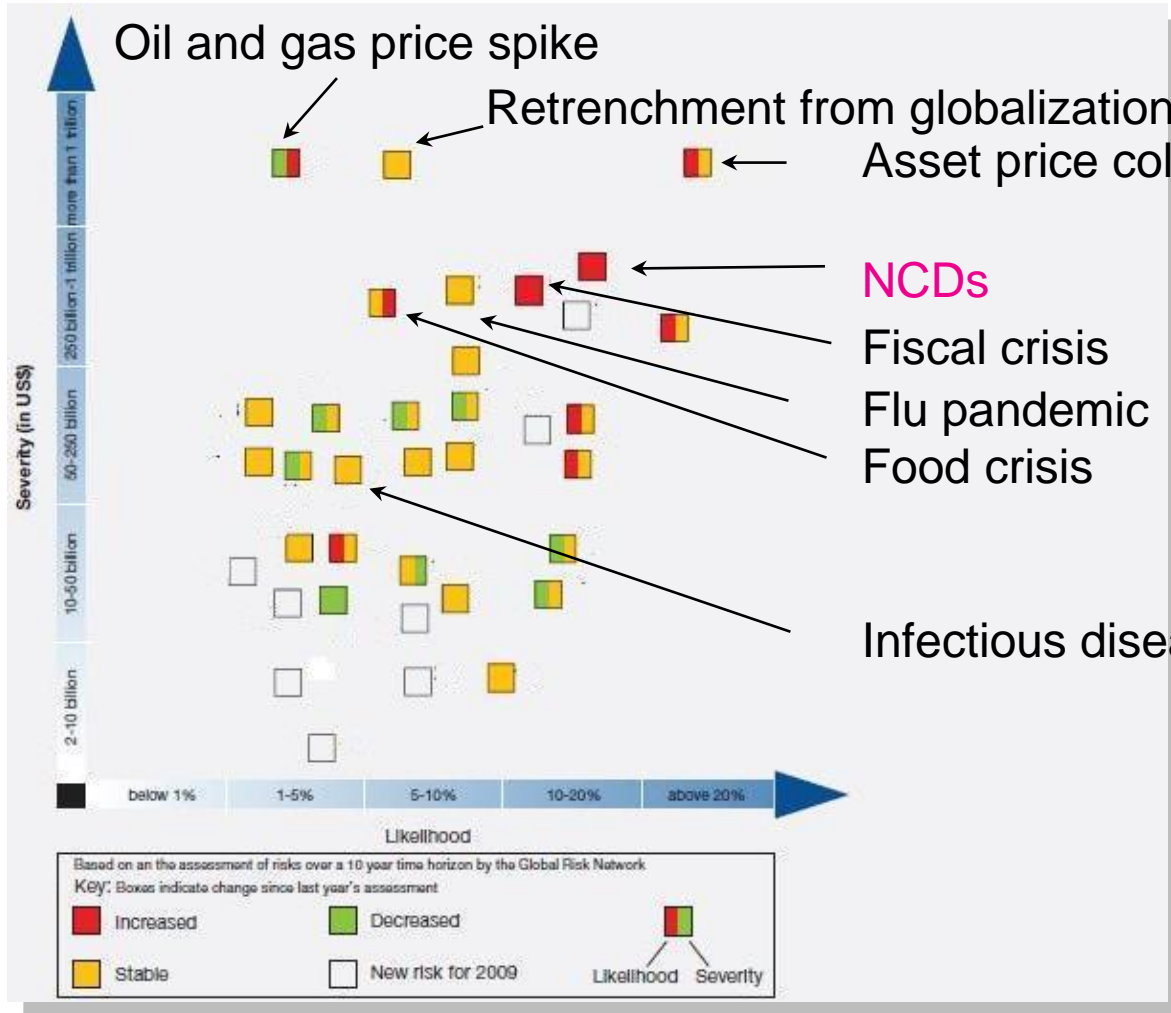 Oil and gas price spike
Retrenchment from globalization
Asset price col
NCDs
Fiscal crisis
Flu pandemic
Food crisis
Infectious disea
Severity (in US$)
more than 1 trillion
250 billion-1 trillion
50-250 billion
10-50 billion
2-10 billion
below 1%
1-5%
5-10%
10-20%
above 20%
Likelihood
Based on an the assessment of risks over a 10 year time horizon by the Global Risk Network
Key: Boxes indicate change since last year's assessment
Increased
Decreased
Stable
New risk for 2009
Likelihood Severity